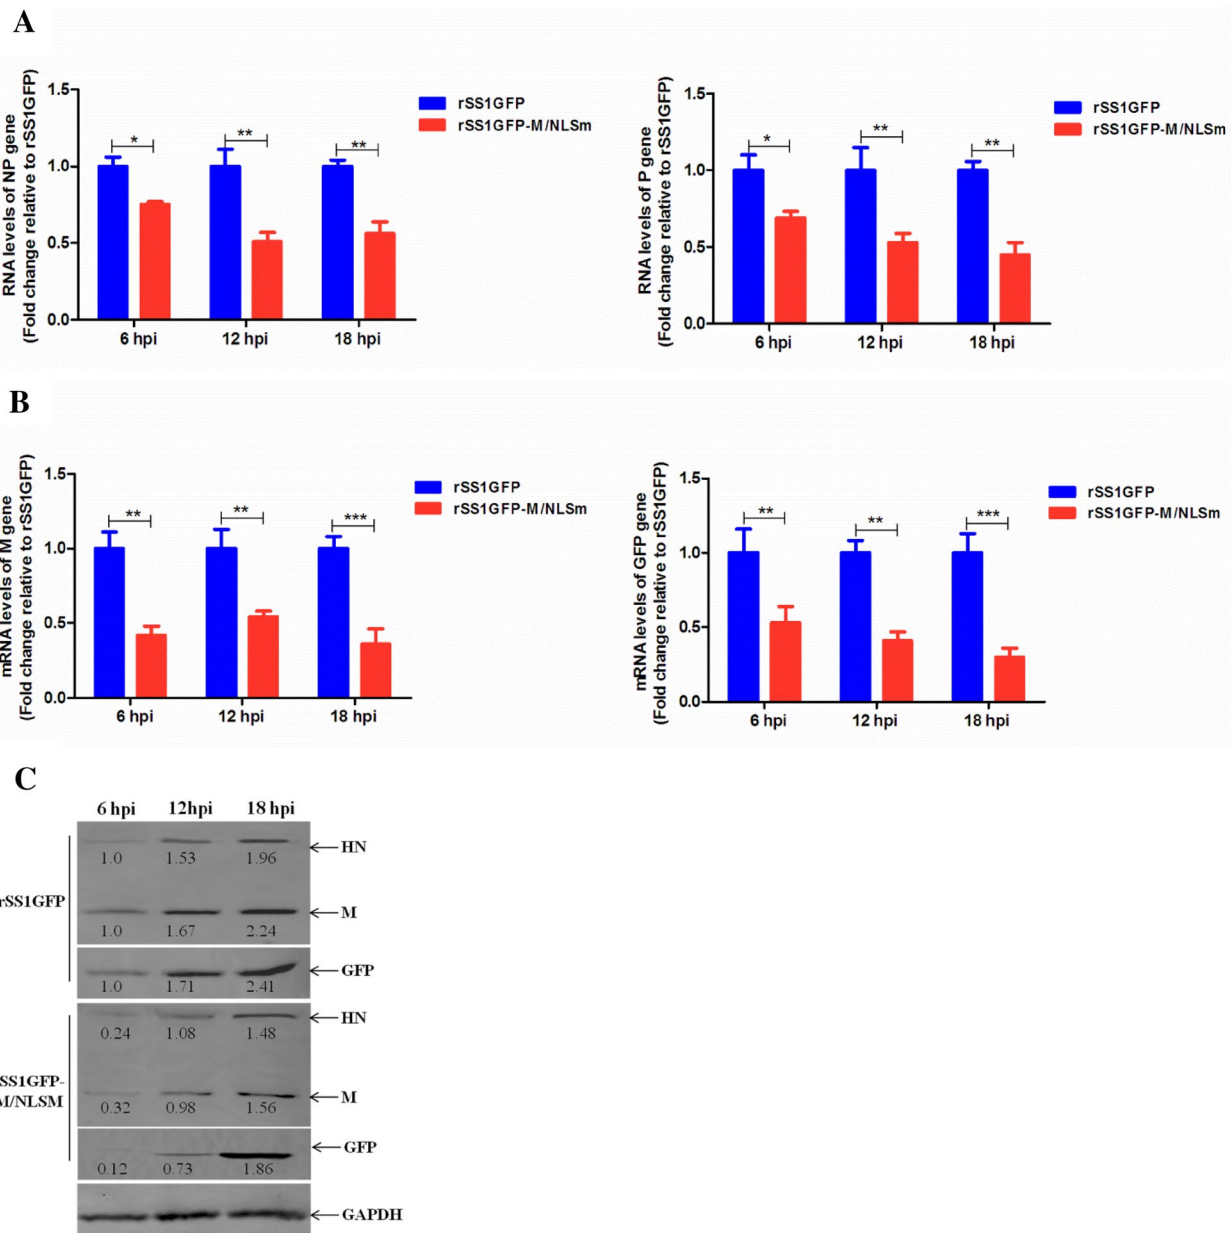 A
RNA levels of NP gene
(Fold change relative to rSS1GFP)
1.5
1.0
0.5
0.0
*
**
**
6 hpi
12 hpi
18 hpi
rSS1GFP
rSS1GFP-M/NLSm
RNA levels of P gene
(Fold change relative to rSS1GFP)
1.5
1.0
0.5
0.0
*
**
**
6 hpi
12 hpi
18 hpi
rSS1GFP
rSS1GFP-M/NLSm
B
mRNA levels of M gene
(Fold change relative to rSS1GFP)
1.5
1.0
0.5
0.0
**
**
***
6 hpi
12 hpi
18 hpi
rSS1GFP
rSS1GFP-M/NLSm
mRNA levels of GFP gene
(Fold change relative to rSS1GFP)
1.5
1.0
0.5
0.0
**
**
***
6 hpi
12 hpi
18 hpi
rSS1GFP
rSS1GFP-M/NLSm
C
6 hpi 12hpi 18 hpi
HN
1.0 1.53 1.96
rSS1GFP
M
1.0 1.67 2.24
GFP
1.0 1.71 2.41
HN
0.24 1.08 1.48
SS1GFP-
M/NLSM
M
0.32 0.98 1.56
GFP
0.12 0.73 1.86
GAPDH